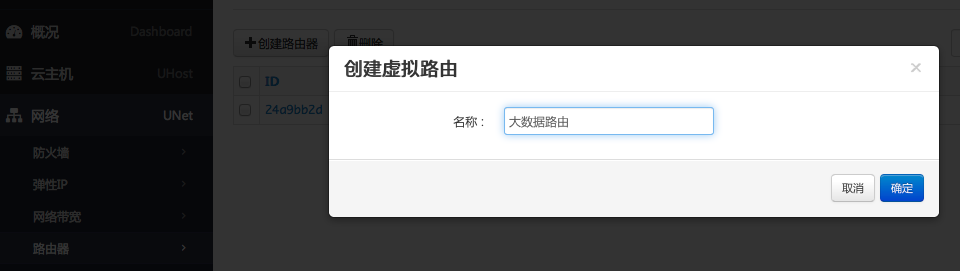 概况 Dashboard
云主机 UHost
网络 UNet
防火墙
弹性IP
网络带宽
路由器
创建路由器 删除
ID
24a9bb2d
创建虚拟路由 ×
名称： 大数据路由
取消 确定